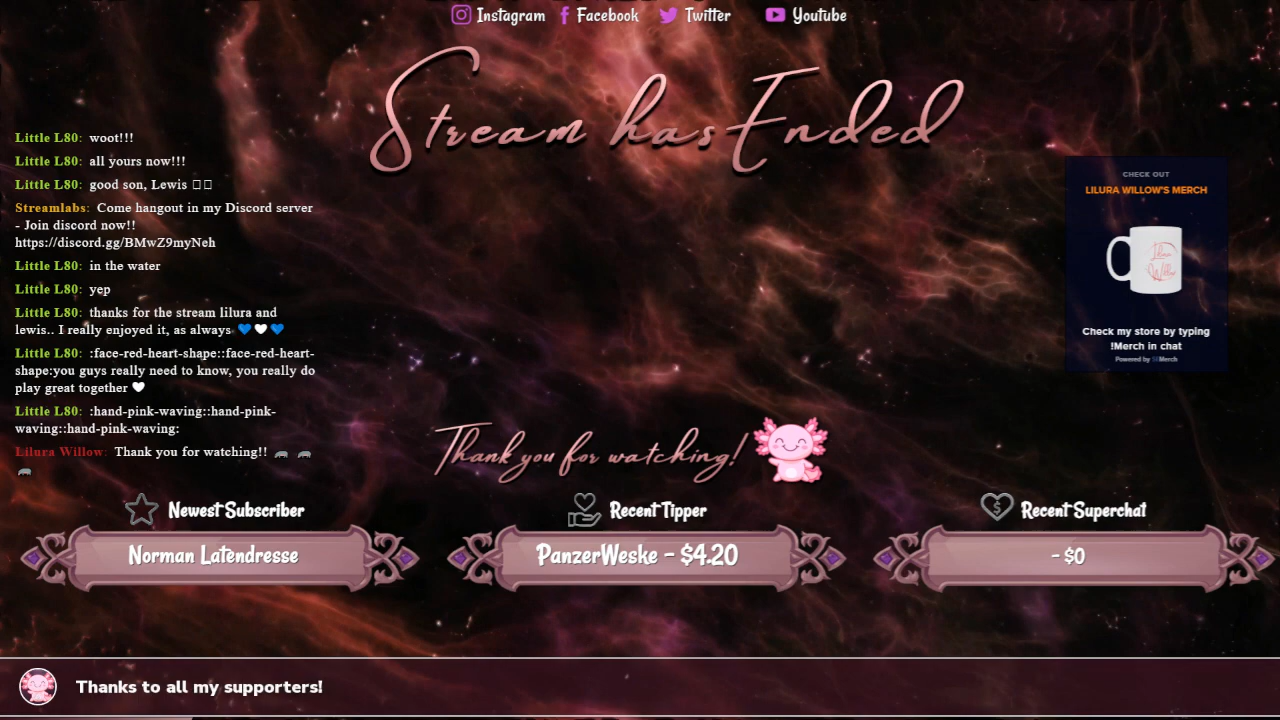 Instagram Facebook Twitter Youtube
Stream has Ended
Little L80: woot!!!
Little L80: all yours now!!!
Little L80: good son, Lewis
Streamlabs: Come hangout in my Discord server
- Join discord now!!
https://discord.gg/BMwZ9myNeh
Little L80: in the water
Little L80: yep
Little L80: thanks for the stream lilura and
lewis.. I really enjoyed it, as always 💙🤍💙
Little L80: :face-red-heart-shape::face-red-heart-
shape:you guys really need to know, you really do
play great together 🤍
Little L80: :hand-pink-waving::hand-pink-
waving::hand-pink-waving:
Lilura Willow: Thank you for watching!!
CHECK OUT
LILURA WILLOW'S MERCH
Lilura
Willow
Check my store by typing
!Merch in chat
Powered by Merch
Thank you for watching!
Newest Subscriber
Norman Latendresse
Recent Tipper
PanzerWeske - $4.20
Recent Superchat
- $0
Thanks to all my supporters!